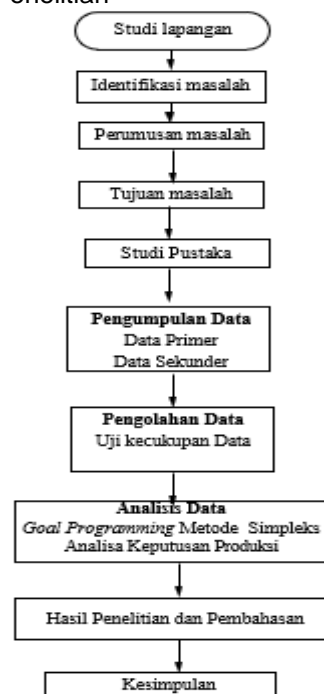 enelitian
Studi lapangan
Identifikasi masalah
Perumusan masalah
Tujuan masalah
Studi Pustaka
Pengumpulan Data
Data Primer
Data Sekunder
Pengolahan Data
Uji kecukupan Data
Analisis Data
Goal Programming Metode Simpleks
Analisa Keputusan Produksi
Hasil Penelitian dan Pembahasan
Kesimpulan